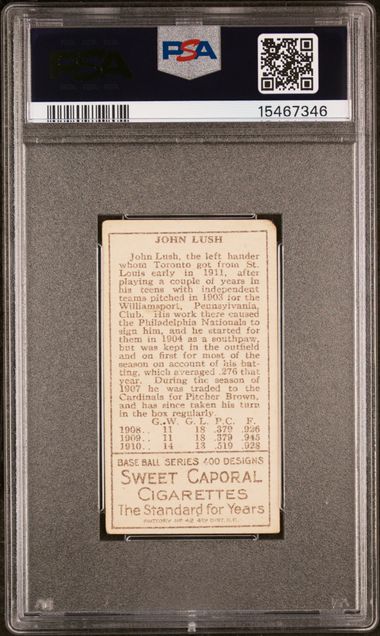 PSA
PSA
15467346
JOHN LUSH
John Lush, the left hander
whom Toronto got from St.
Louis early in 1911, after
playing a couple of years in
his teens with independent
teams pitched in 1903 for the
Williamsport, Pennsylvania,
Club. His work there caused
the Philadelphia Nationals to
sign him, and he started for
them in 1904 as a southpaw,
but was kept in the outfield
and on first for most of the
season on account of his bat-
ting, which averaged .276 that
year. During the season of
1907 he was traded to the
Cardinals for Pitcher Brown,
and has since taken his turn
in the box regularly.
G.W. G.L. P.C. F.
1908.. 11 18 .379 .926
1909.. 11 18 .379 .945
1910.. 14 13 .519 .928
BASE BALL SERIES 400 DESIGNS
SWEET CAPORAL
CIGARETTES
The Standard for Years
FACTORY Nº 42 4TH DIST. N.C.